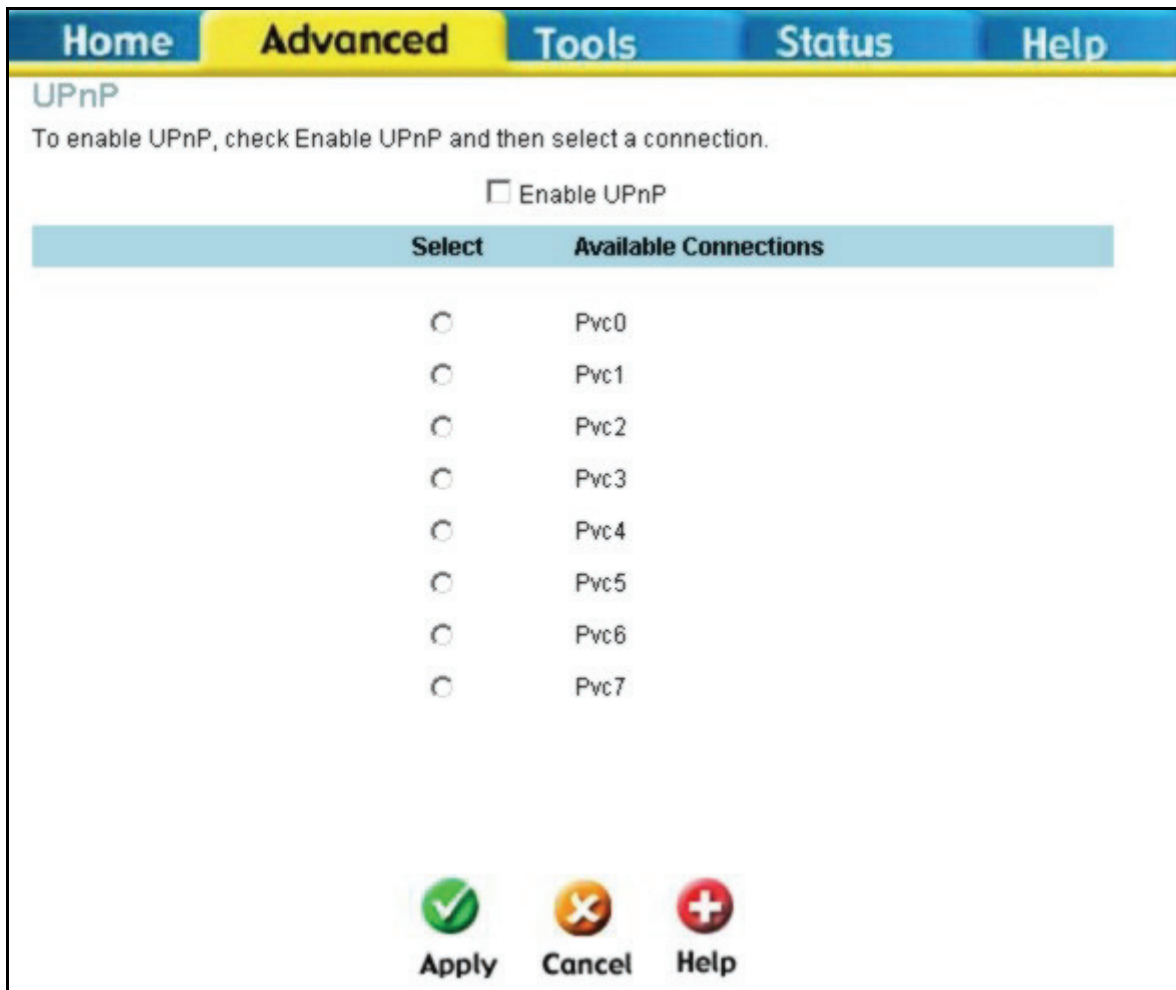 Home Advanced Tools Status Help
UPnP
To enable UPnP, check Enable UPnP and then select a connection.
Enable UPnP
Select Available Connections
Pvc0
Pvc1
Pvc2
Pvc3
Pvc4
Pvc5
Pvc6
Pvc7
Apply Cancel Help